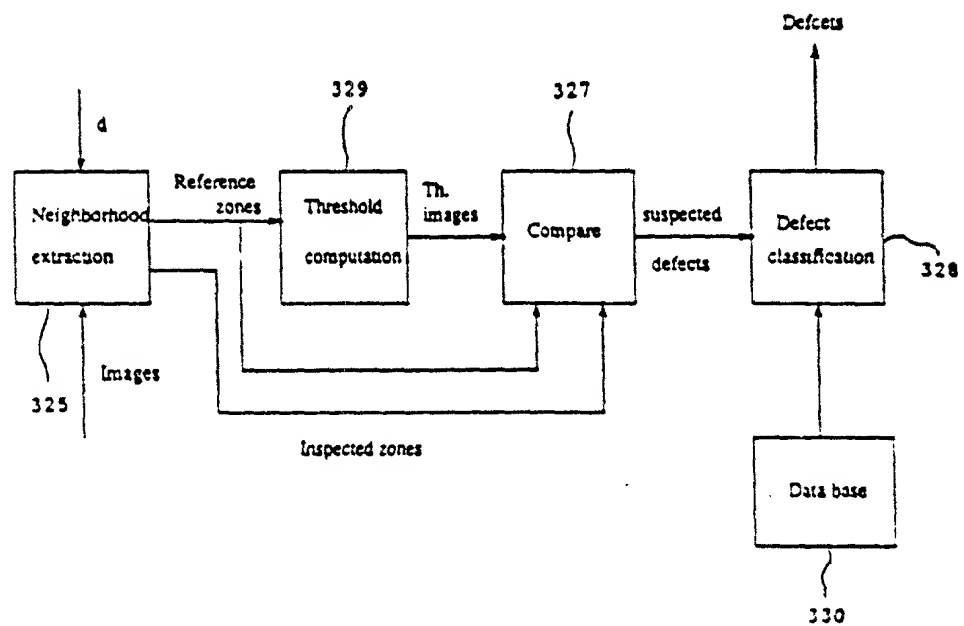 Defcets
329
327
d
Reference
zones
Th.
images
suspected
defects
Neighborhood
extraction
Threshold
computation
Compare
Defect
classification
328
Images
325
Inspected zones
Data base
330